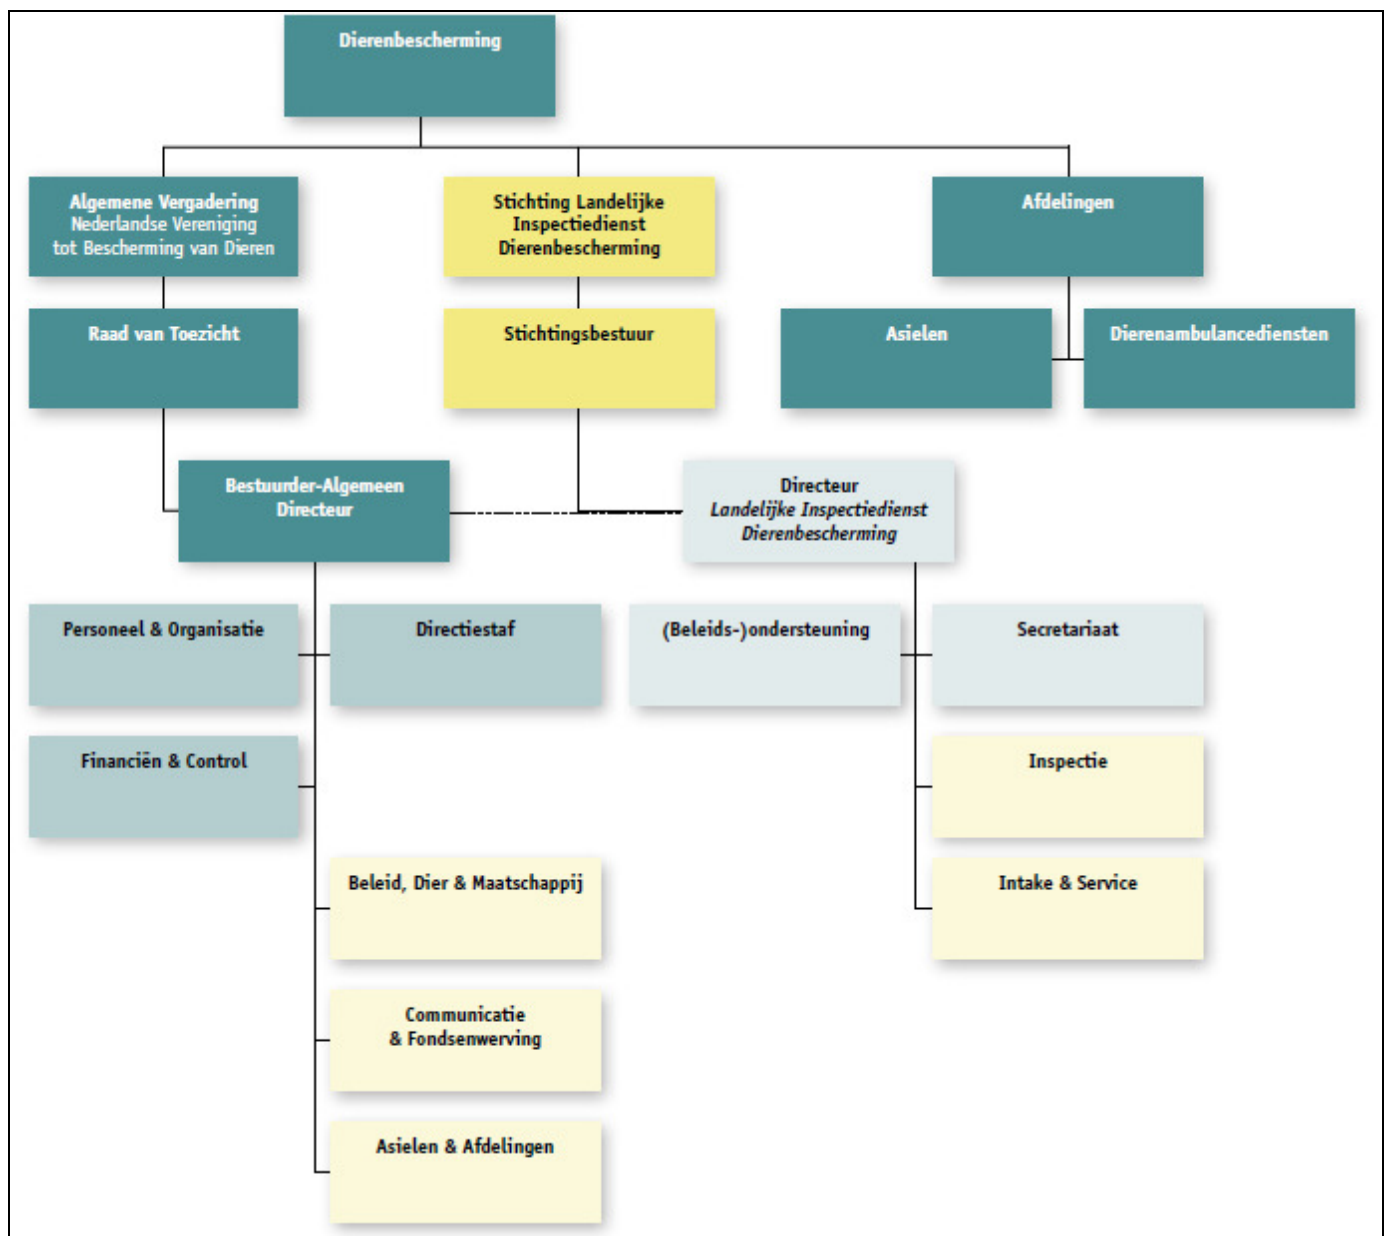 Dierenbescherming
Algemene Vergadering
Nederlandse Vereniging
tot Bescherming van Dieren
Stichting Landelijke
Inspectiedienst
Dierenbescherming
Afdelingen
Raad van Toezicht
Stichtingsbestuur
Asielen
Dierenambulancediensten
Bestuurder-Algemeen
Directeur
Directeur
Landelijke Inspectiedienst
Dierenbescherming
Personeel & Organisatie
Directiestaf
(Beleids-)ondersteuning
Secretariaat
Financiën & Control
Inspectie
Beleid, Dier & Maatschappij
Intake & Service
Communicatie
& Fondsenwerving
Asielen & Afdelingen